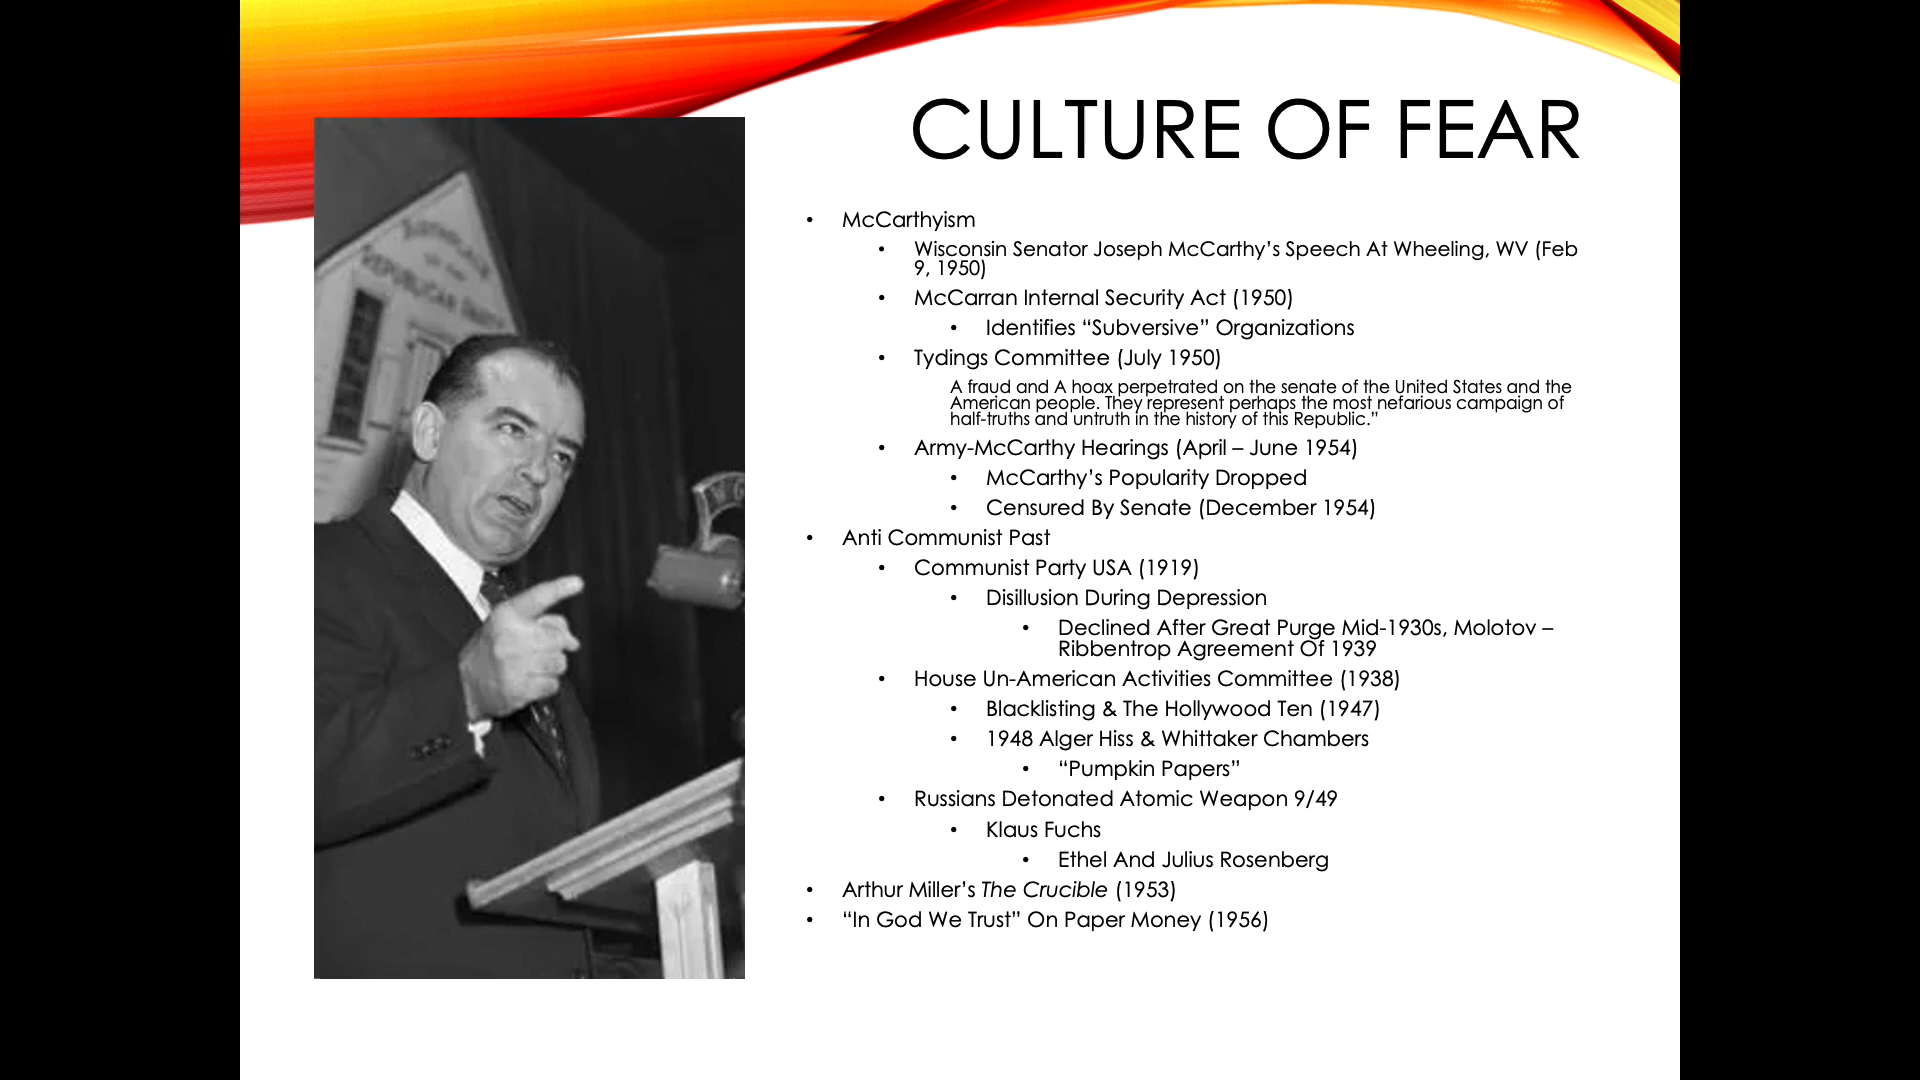 CULTURE OF FEAR
REPUBLICAN
• McCarthyism
• Wisconsin Senator Joseph McCarthy’s Speech At Wheeling, WV (Feb
9, 1950)
• McCarran Internal Security Act (1950)
• Identifies “Subversive” Organizations
• Tydings Committee (July 1950)
A fraud and A hoax perpetrated on the senate of the United States and the
American people. They represent perhaps the most nefarious campaign of
half-truths and untruth in the history of this Republic.”
• Army-McCarthy Hearings (April – June 1954)
• McCarthy’s Popularity Dropped
• Censured By Senate (December 1954)
• Anti Communist Past
• Communist Party USA (1919)
• Disillusion During Depression
• Declined After Great Purge Mid-1930s, Molotov –
Ribbentrop Agreement Of 1939
• House Un-American Activities Committee (1938)
• Blacklisting & The Hollywood Ten (1947)
• 1948 Alger Hiss & Whittaker Chambers
• “Pumpkin Papers”
• Russians Detonated Atomic Weapon 9/49
• Klaus Fuchs
• Ethel And Julius Rosenberg
• Arthur Miller’s The Crucible (1953)
• “In God We Trust” On Paper Money (1956)